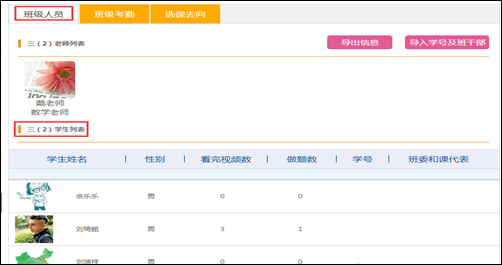 班级人员 班级考勤 选课去向
三（2）老师列表 导出信息 导入学号及班干部
戴老师
数学老师
三（2）学生列表
学生姓名 | 性别 | 看完视频数 | 做题数 | 学号 | 班委和课代表
余乐乐 男 0 0
刘琦铭 男 3 1
男 0 0